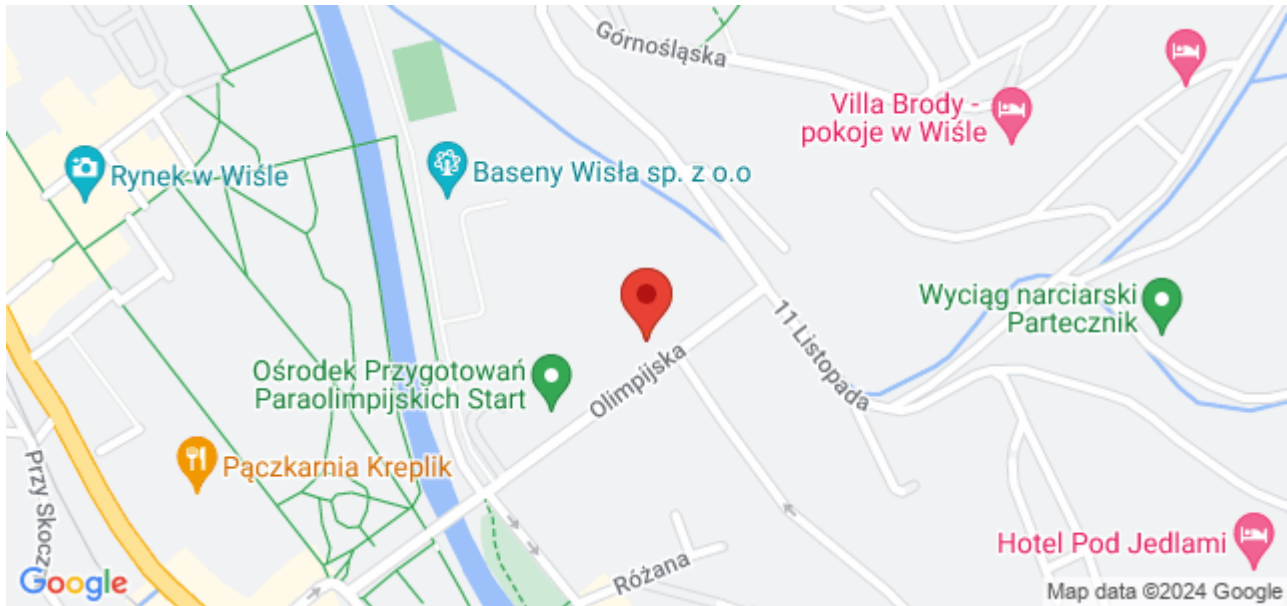 Górnośląska
Villa Brody -
pokoje w Wiśle
Rynek w Wiśle
Baseny Wisła sp. z o.o
Wyciąg narciarski
Partecznik
11 Listopada
Olimpijska
Ośrodek Przygotowań
Paraolimpijskich Start
Pączkarnia Kreplik
Przy Skocz
Hotel Pod Jedlami
Różana
Google
Map data ©2024 Google